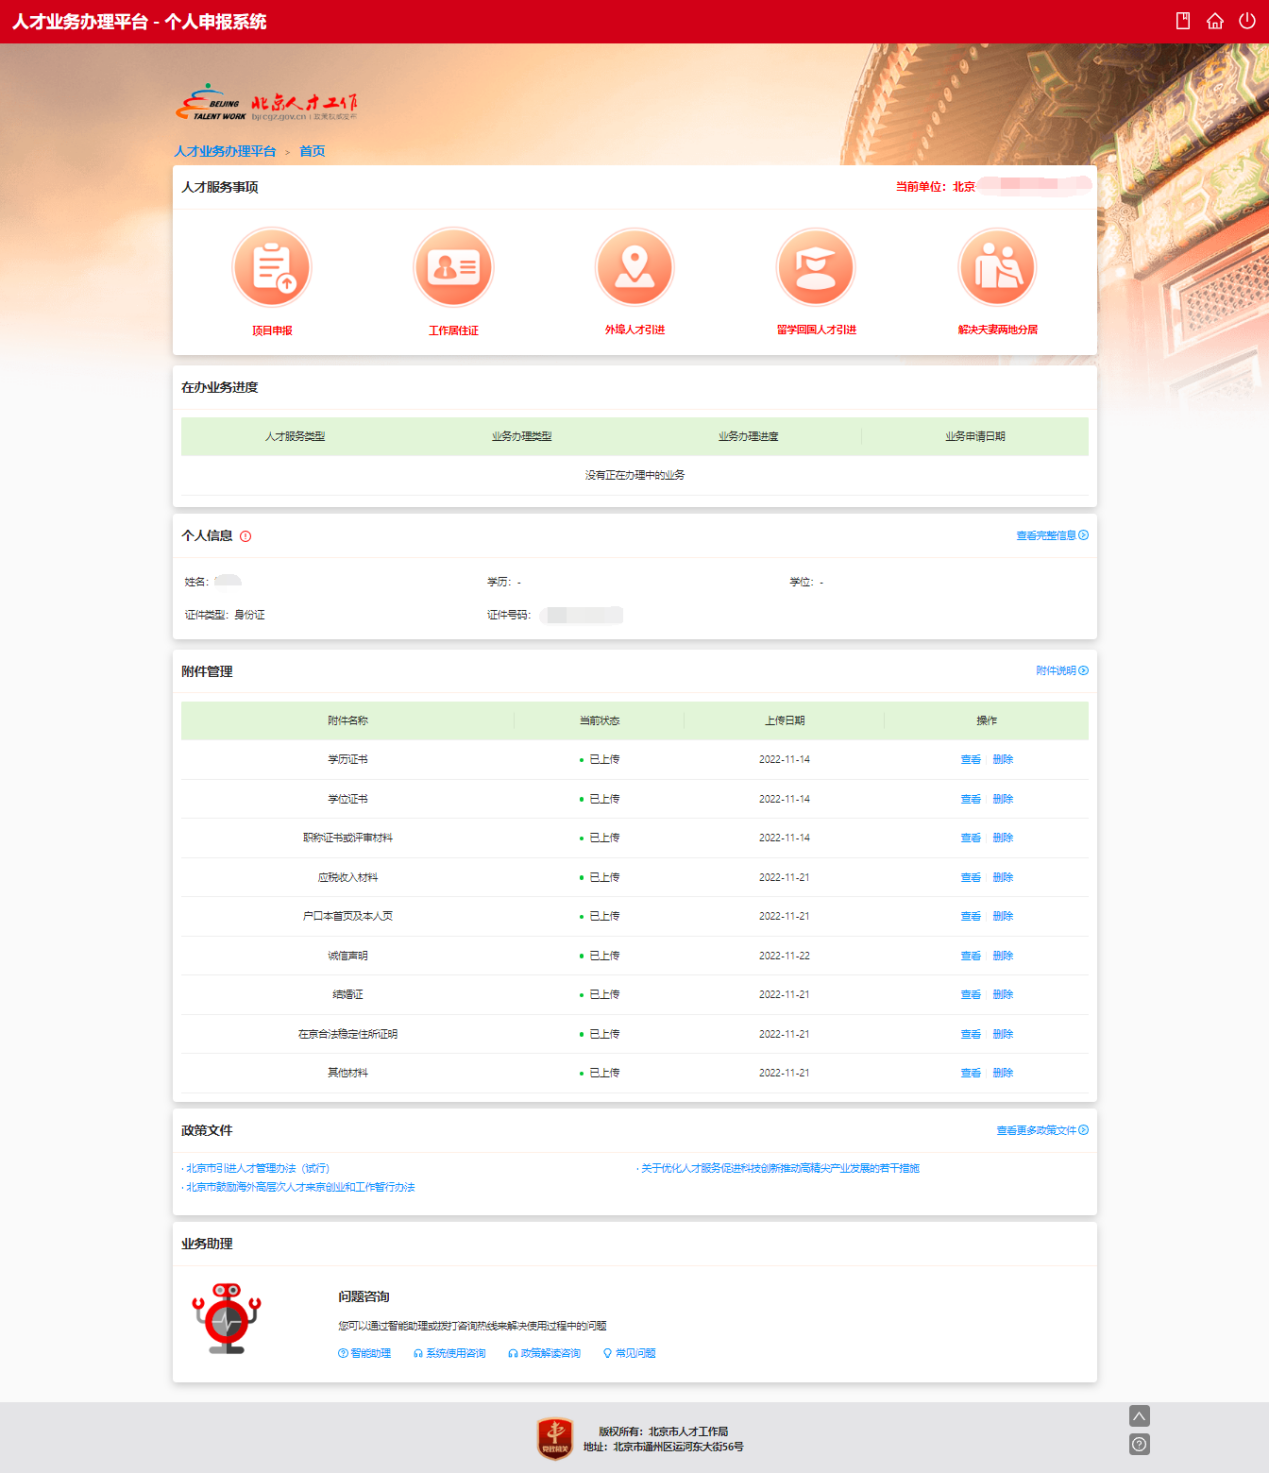 人才业务办理平台 - 个人申报系统
BEIJING
TALENT WORK
北京人才工作
bjrcgz.gov.cn | 政策权威发布
人才业务办理平台 > 首页
人才服务事项
当前单位：北京
项目申报
工作居住证
外埠人才引进
留学回国人才引进
解决夫妻两地分居
在办业务进度
人才服务类型 业务办理类型 业务办理进度 业务申请日期
没有正在办理中的业务
个人信息
查看完整信息
姓名： 学历：- 学位：-
证件类型：身份证 证件号码：
附件管理
附件说明
附件名称 当前状态 上传日期 操作
学历证书 已上传 2022-11-14 查看 删除
学位证书 已上传 2022-11-14 查看 删除
职称证书或评审材料 已上传 2022-11-14 查看 删除
应税收入材料 已上传 2022-11-21 查看 删除
户口本首页及本人页 已上传 2022-11-21 查看 删除
诚信声明 已上传 2022-11-22 查看 删除
结婚证 已上传 2022-11-21 查看 删除
在京合法稳定住所证明 已上传 2022-11-21 查看 删除
其他材料 已上传 2022-11-21 查看 删除
政策文件
查看更多政策文件
· 北京市引进人才管理办法（试行） · 关于优化人才服务促进科技创新推动高精尖产业发展的若干措施
· 北京市鼓励海外高层次人才来京创业和工作暂行办法
业务助理
问题咨询
您可以通过智能助理或拨打咨询热线来解决使用过程中的问题
智能助理 系统使用咨询 政策解读咨询 常见问题
党政机关
版权所有：北京市人才工作局
地址：北京市通州区运河东大街56号